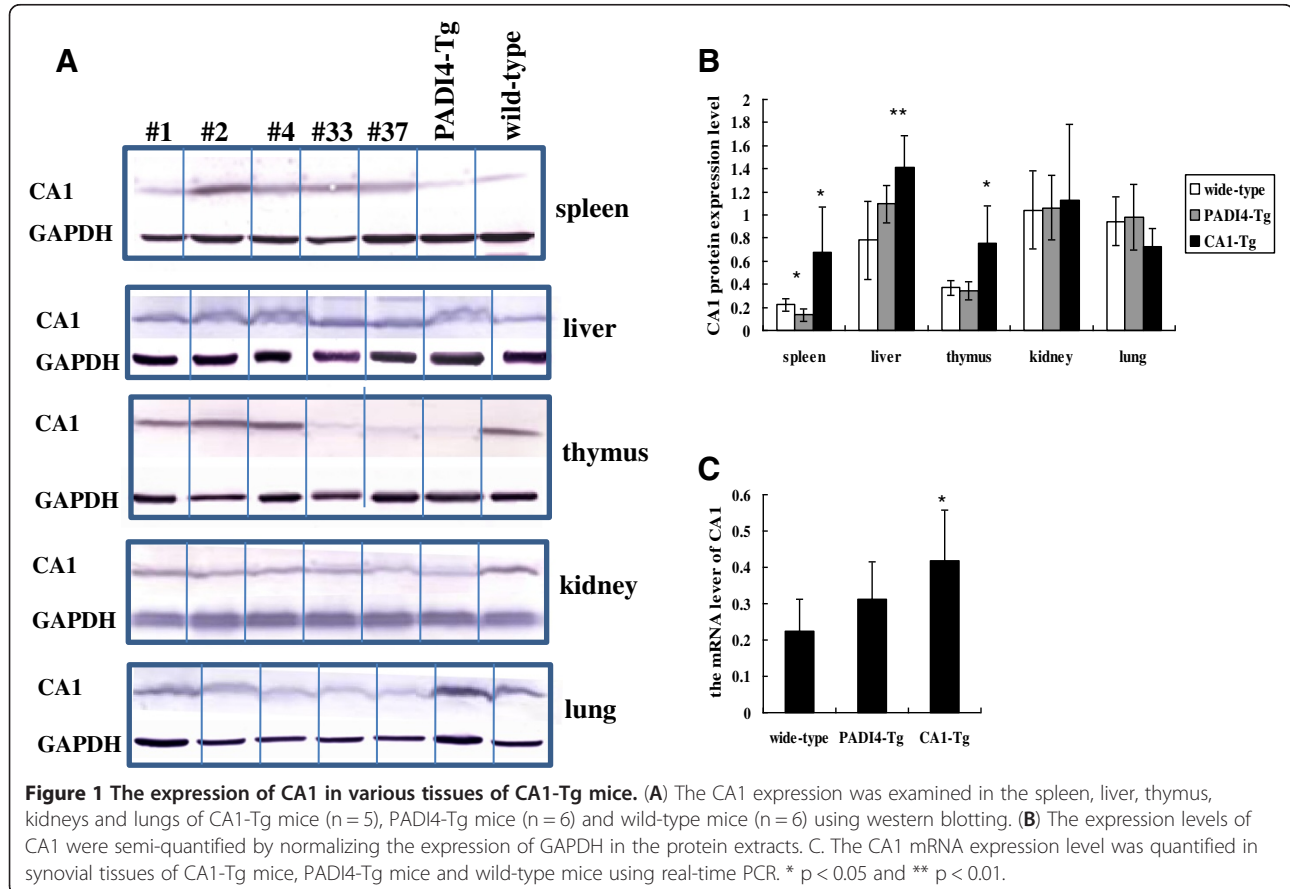 A
#1 #2 #4 #33 #37 PADI4-Tg wild-type
CA1
GAPDH
spleen
CA1
GAPDH
liver
CA1
GAPDH
thymus
CA1
GAPDH
kidney
CA1
GAPDH
lung
B
CA1 protein expression level
2
1.8
1.6
1.4
1.2
1
0.8
0.6
0.4
0.2
0
* * ** *
spleen liver thymus kidney lung
wide-type
PADI4-Tg
CA1-Tg
C
the mRNA lever of CA1
0.6
0.5
0.4
0.3
0.2
0.1
0
*
wide-type PADI4-Tg CA1-Tg
Figure 1 The expression of CA1 in various tissues of CA1-Tg mice. (A) The CA1 expression was examined in the spleen, liver, thymus,
kidneys and lungs of CA1-Tg mice (n = 5), PADI4-Tg mice (n = 6) and wild-type mice (n = 6) using western blotting. (B) The expression levels of
CA1 were semi-quantified by normalizing the expression of GAPDH in the protein extracts. C. The CA1 mRNA expression level was quantified in
synovial tissues of CA1-Tg mice, PADI4-Tg mice and wild-type mice using real-time PCR. * p < 0.05 and ** p < 0.01.